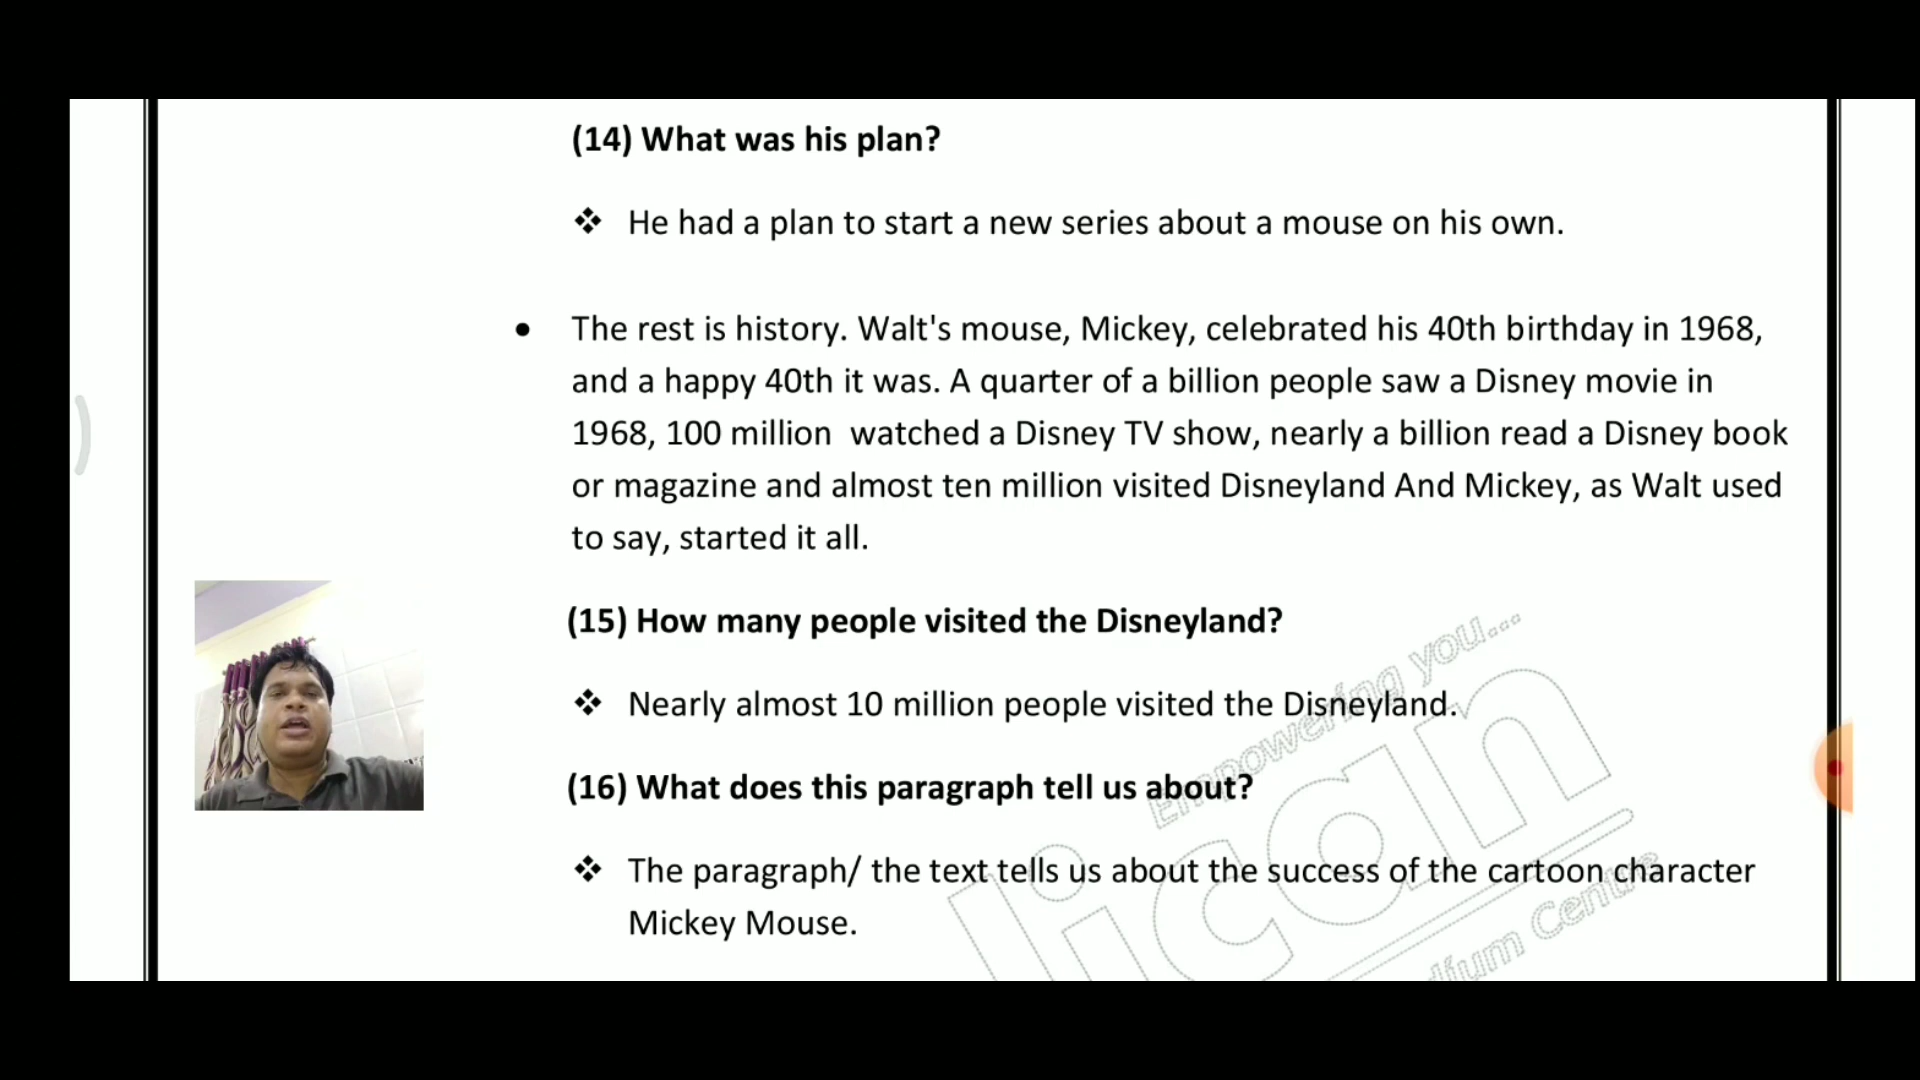 (14) What was his plan?
❖ He had a plan to start a new series about a mouse on his own.
• The rest is history. Walt's mouse, Mickey, celebrated his 40th birthday in 1968,
and a happy 40th it was. A quarter of a billion people saw a Disney movie in
1968, 100 million  watched a Disney TV show, nearly a billion read a Disney book
or magazine and almost ten million visited Disneyland And Mickey, as Walt used
to say, started it all.
(15) How many people visited the Disneyland?
❖ Nearly almost 10 million people visited the Disneyland.
(16) What does this paragraph tell us about?
❖ The paragraph/ the text tells us about the success of the cartoon character
Mickey Mouse.
Empowering you...
ican
Centre